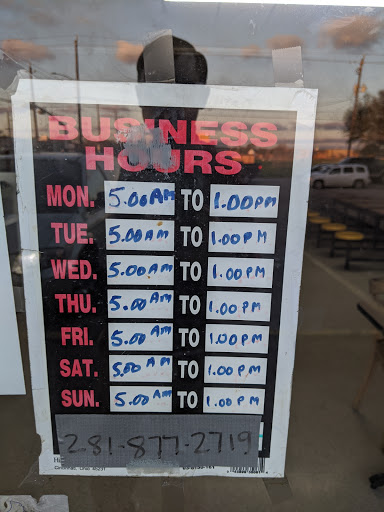 BUSINESS
HOURS
MON. 5.00AM TO 1.00PM
TUE. 5.00AM TO 1.00PM
WED. 5.00AM TO 1.00PM
THU. 5.00AM TO 1.00PM
FRI. 5.00AM TO 1.00PM
SAT. 5.00AM TO 1.00PM
SUN. 5.00AM TO 1.00PM
281-877-2719